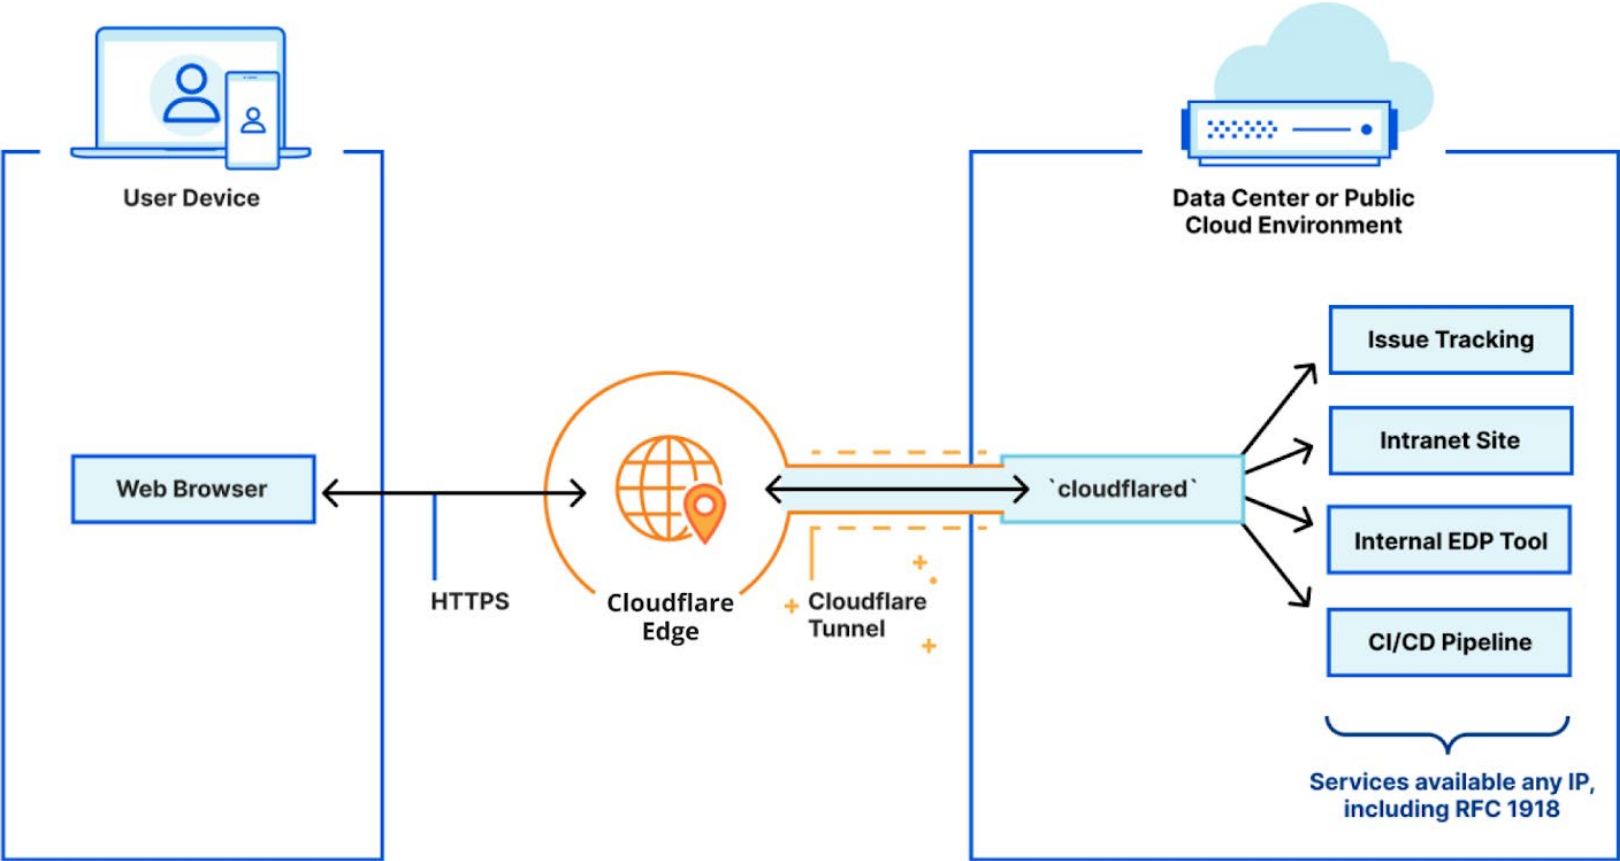 User Device
Data Center or Public
Cloud Environment
Issue Tracking
Intranet Site
Web Browser
`cloudflared`
Internal EDP Tool
HTTPS
Cloudflare
Edge
Cloudflare
Tunnel
CI/CD Pipeline
Services available any IP,
including RFC 1918